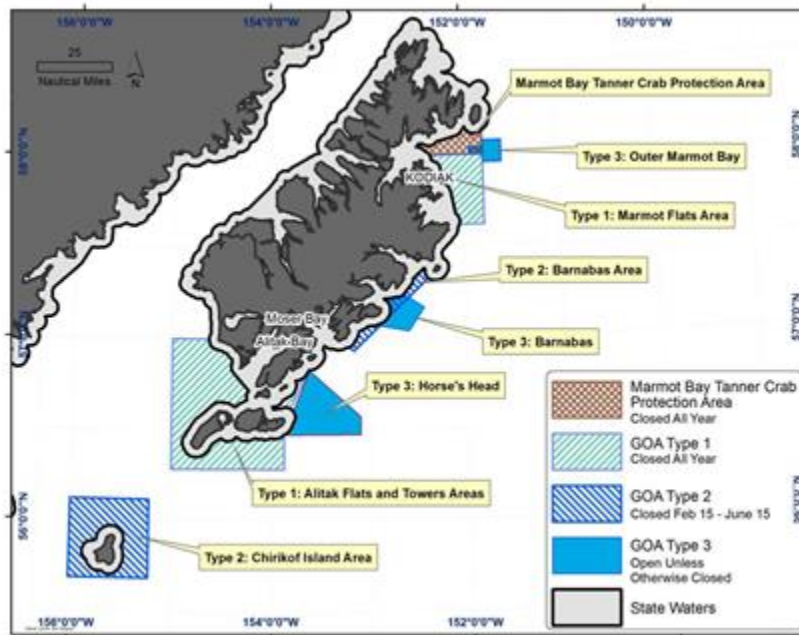 156°0'0"W 154°0'0"W 152°0'0"W 150°0'0"W
25
Nautical Miles
N
Marmot Bay Tanner Crab Protection Area
58°0'0"N
58°0'0"N
Type 3: Outer Marmot Bay
KODIAK
Type 1: Marmot Flats Area
Type 2: Barnabas Area
57°0'0"N
Moser Bay
Alitak Bay
Type 3: Barnabas
Type 3: Horse's Head
Type 1: Alitak Flats and Towers Areas
56°0'0"N
Type 2: Chirikof Island Area
Marmot Bay Tanner Crab
Protection Area
Closed All Year
GOA Type 1
Closed All Year
GOA Type 2
Closed Feb 15 - June 15
GOA Type 3
Open Unless
Otherwise Closed
State Waters
156°0'0"W 154°0'0"W 152°0'0"W